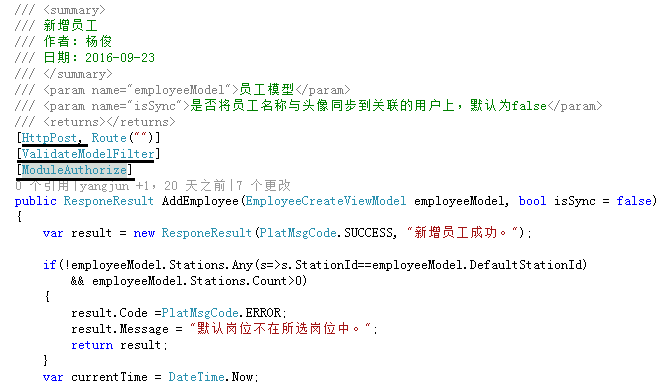 /// <summary>
/// 新增员工
/// 作者：杨俊
/// 日期：2016-09-23
/// </summary>
/// <param name="employeeModel">员工模型</param>
/// <param name="isSync">是否将员工名称与头像同步到关联的用户上，默认为false</param>
/// <returns></returns>
[HttpPost, Route("")]
[ValidateModelFilter]
[ModuleAuthorize]
0 个引用|yangjun +1，20 天之前|7 个更改
public ResponeResult AddEmployee(EmployeeCreateViewModel employeeModel, bool isSync = false)
{
var result = new ResponeResult(PlatMsgCode.SUCCESS, "新增员工成功。");
if(!employeeModel.Stations.Any(s=>s.StationId==employeeModel.DefaultStationId)
&& employeeModel.Stations.Count>0)
{
result.Code =PlatMsgCode.ERROR;
result.Message = "默认岗位不在所选岗位中。";
return result;
}
var currentTime = DateTime.Now;